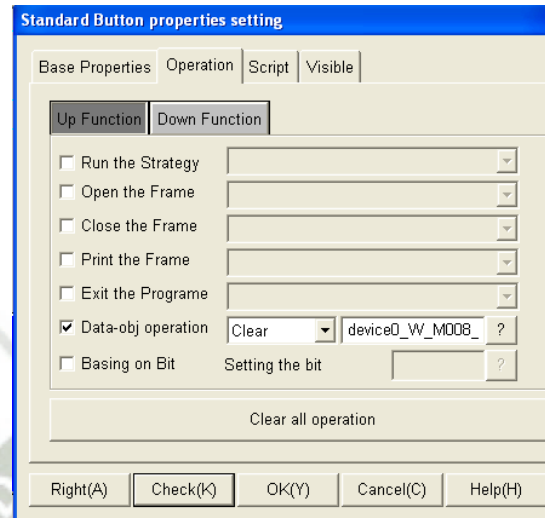 Standard Button properties setting
Base Properties Operation Script Visible
Up Function Down Function
Run the Strategy
Open the Frame
Close the Frame
Print the Frame
Exit the Programe
Data-obj operation Clear device0_W_M008_ ?
Basing on Bit Setting the bit ?
Clear all operation
Right(A) Check(K) OK(Y) Cancel(C) Help(H)